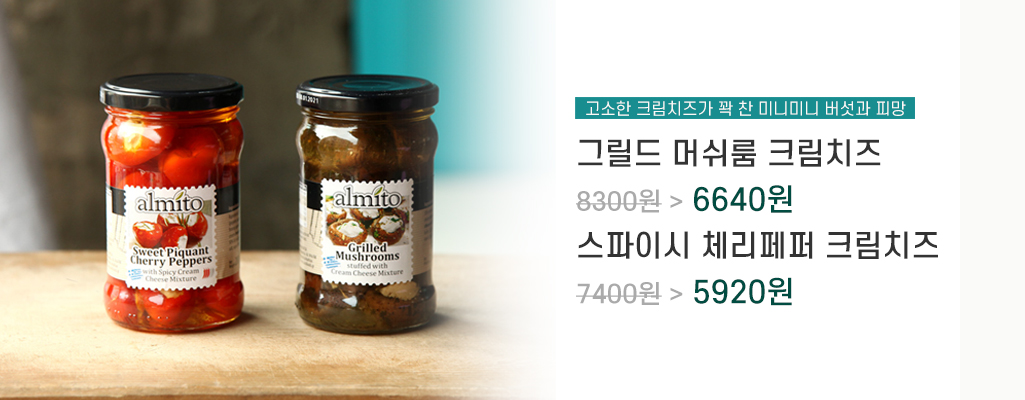 고소한 크림치즈가 꽉 찬 미니미니 버섯과 피망
그릴드 머쉬룸 크림치즈
8300원 > 6640원
스파이시 체리페퍼 크림치즈
7400원 > 5920원
almito
Sweet Piquant
Cherry Peppers
with Spicy Cream
Cheese Mixture
almito
Grilled
Mushrooms
stuffed with
Cream Cheese Mixture